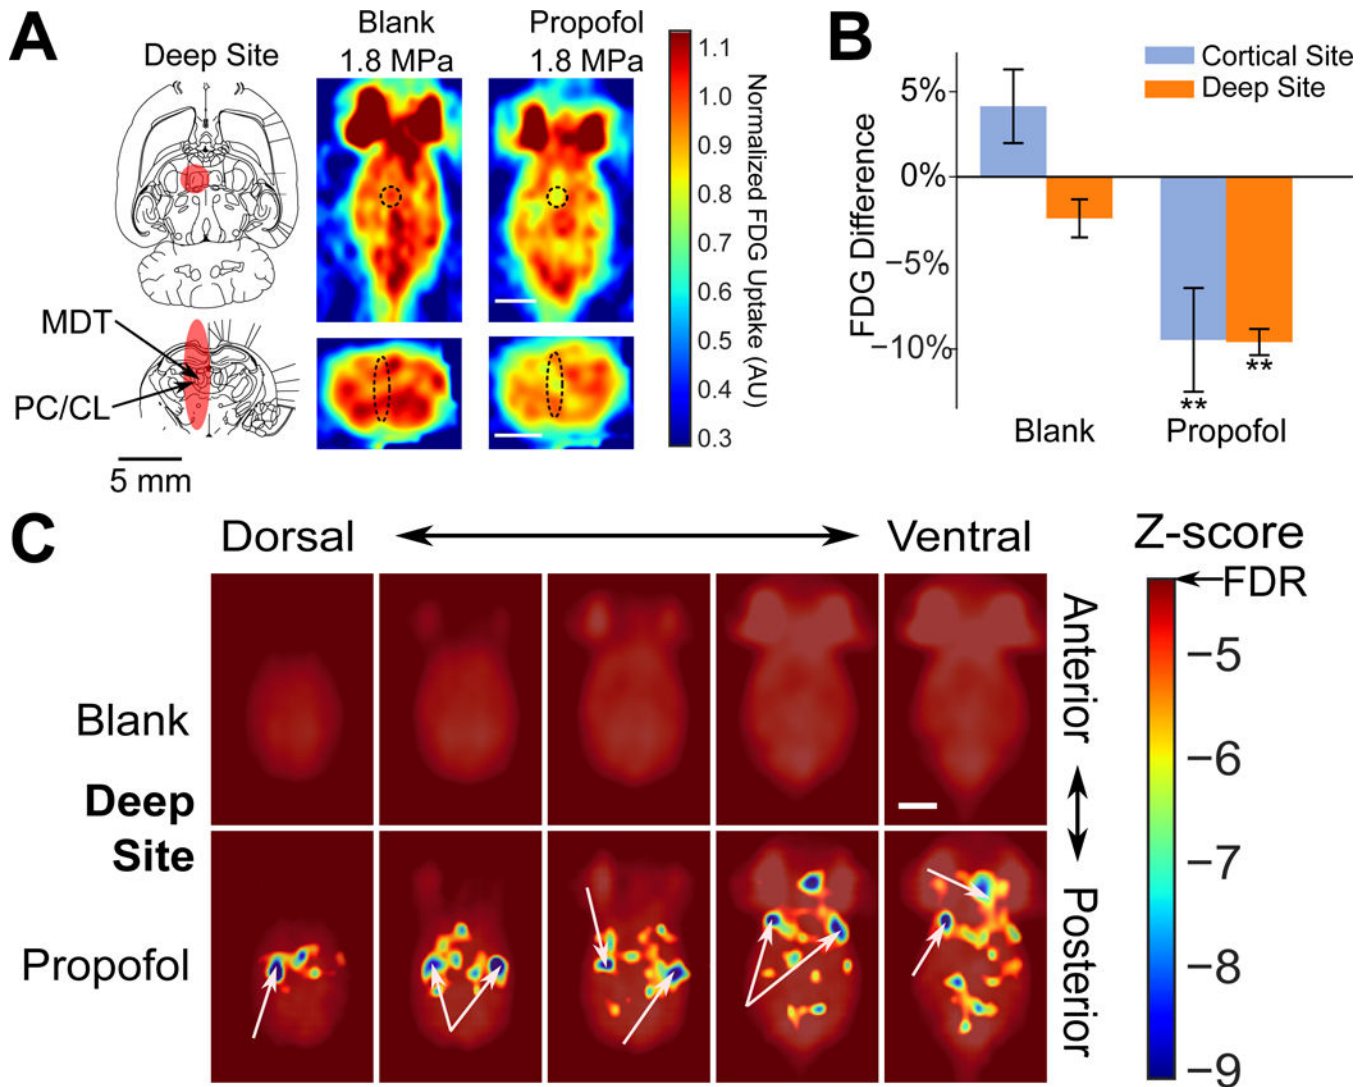 A
Deep Site
Blank
1.8 MPa
Propofol
1.8 MPa
MDT
PC/CL
5 mm
1.1
1.0
0.9
0.8
0.7
0.6
0.5
0.4
0.3
Normalized FDG Uptake (AU)
B
Cortical Site
Deep Site
5%
0%
−5%
−10%
FDG Difference
**
**
Blank
Propofol
C
Dorsal
Ventral
Z-score
FDR
Blank
Deep
Site
Propofol
Anterior
Posterior
−5
−6
−7
−8
−9